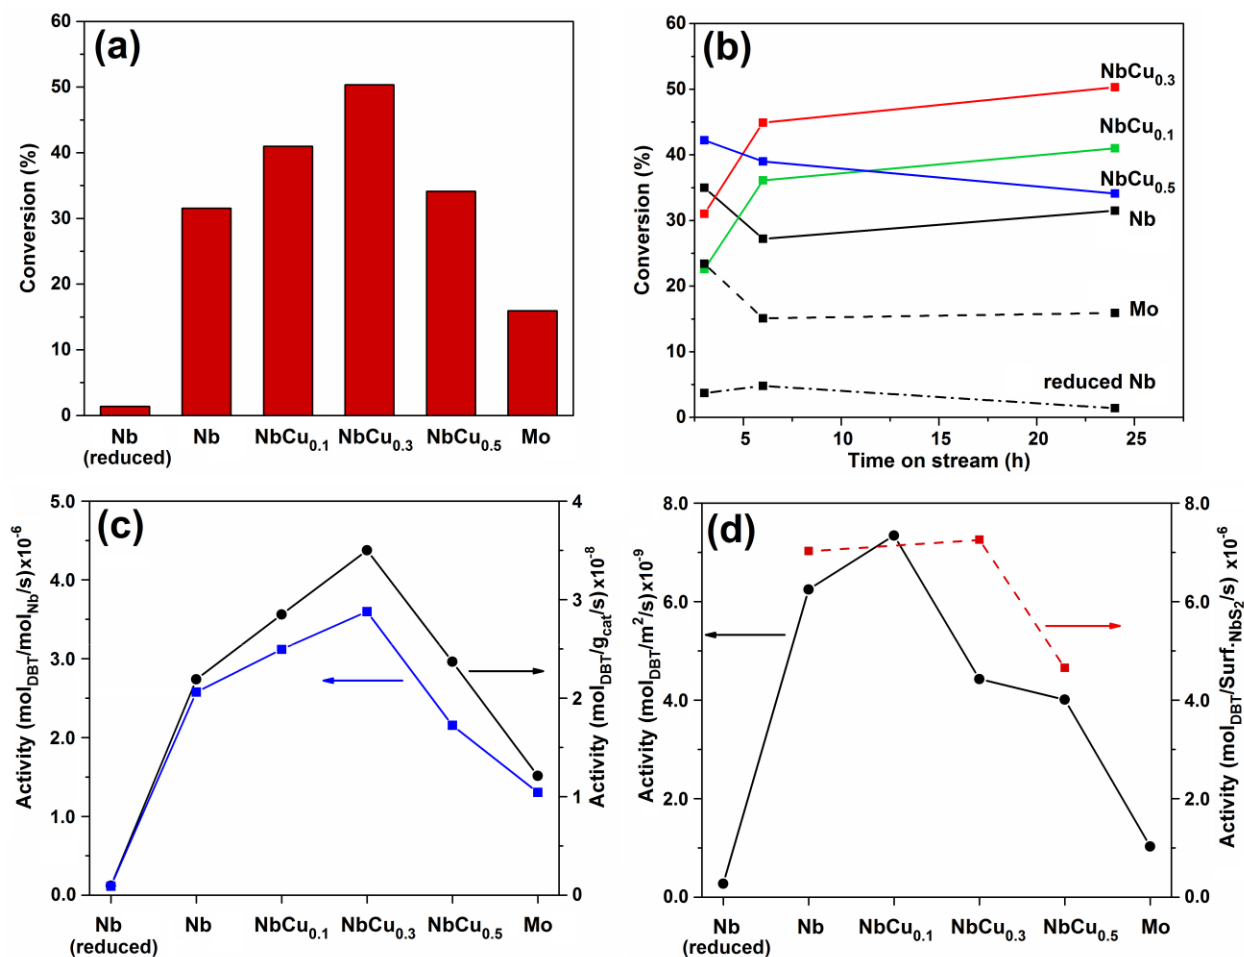 (a)
Conversion (%)
60
50
40
30
20
10
0
Nb
(reduced)
Nb
NbCu0.1
NbCu0.3
NbCu0.5
Mo
(b)
Conversion (%)
60
50
40
30
20
10
0
NbCu0.3
NbCu0.1
NbCu0.5
Nb
Mo
reduced Nb
5
10
15
20
25
Time on stream (h)
(c)
Activity (molDBT/molNb/s)x10-6
5.0
4.0
3.0
2.0
1.0
0.0
4
3
2
1
0
Activity (molDBT/gcat/s)x10-8
Nb
(reduced)
Nb
NbCu0.1
NbCu0.3
NbCu0.5
Mo
(d)
Activity (molDBT/m2/s)x10-9
8.0
6.0
4.0
2.0
0.0
8.0
6.0
4.0
2.0
0.0
Activity (molDBT/Surf.NbS2/s) x10-6
Nb
(reduced)
Nb
NbCu0.1
NbCu0.3
NbCu0.5
Mo